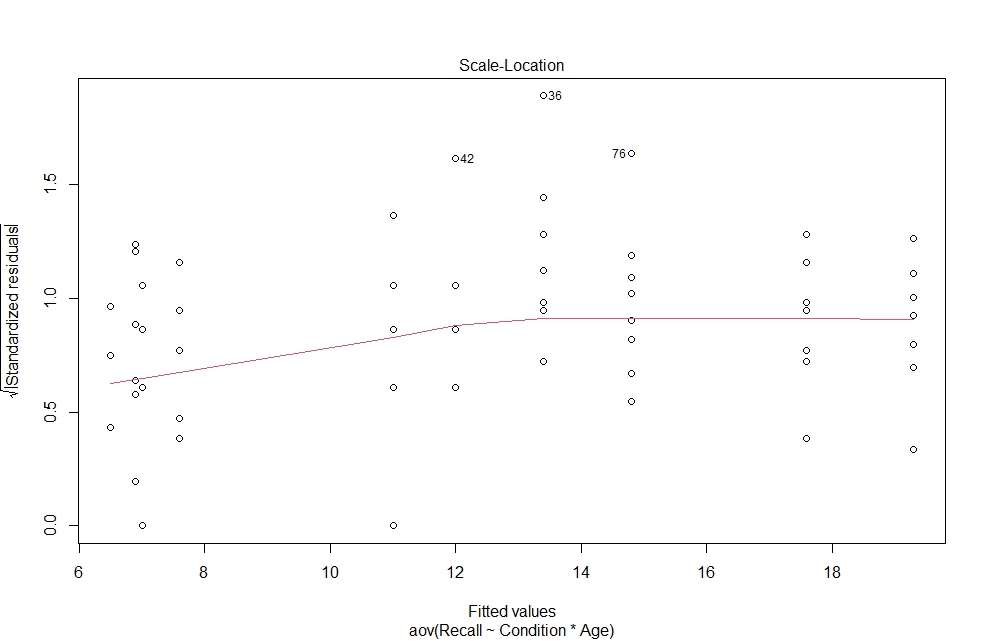 Scale-Location
36
42
76
√|Standardized residuals|
1.5
1.0
0.5
0.0
6 8 10 12 14 16 18
Fitted values
aov(Recall ~ Condition * Age)